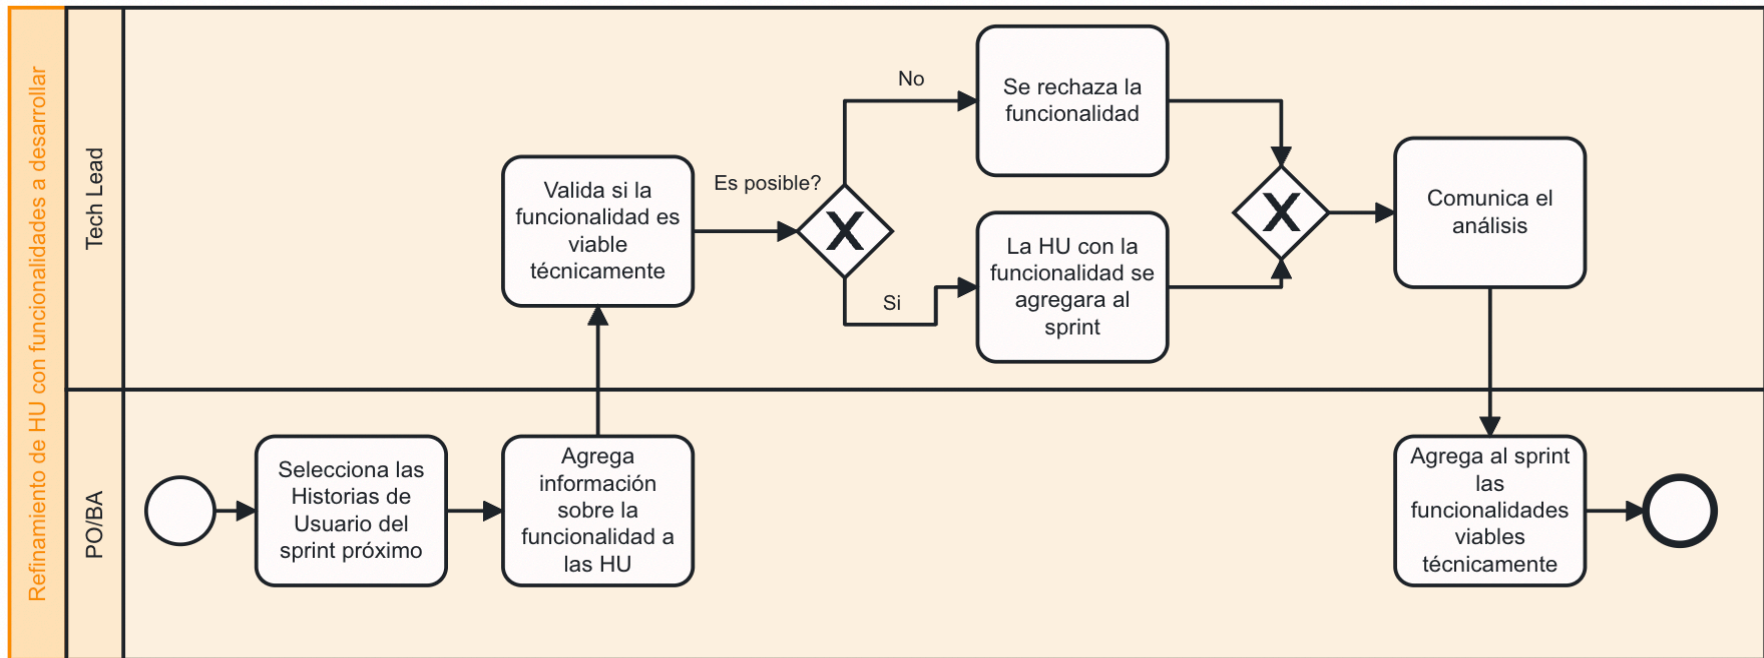 Refinamiento de HU con funcionalidades a desarrollar
Tech Lead
Valida si la
funcionalidad es
viable
técnicamente
Es posible?
X
No
Se rechaza la
funcionalidad
Si
La HU con la
funcionalidad se
agregara al
sprint
X
Comunica el
análisis
PO/BA
Selecciona las
Historias de
Usuario del
sprint próximo
Agrega
información
sobre la
funcionalidad a
las HU
Agrega al sprint
las
funcionalidades
viables
técnicamente